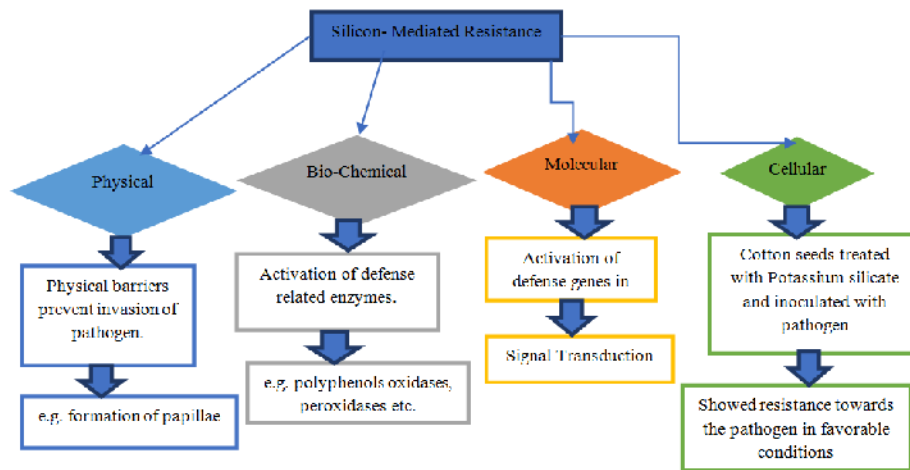 Silicon- Mediated Resistance
Physical
Bio-Chemical
Molecular
Cellular
Physical barriers
prevent invasion of
pathogen.
Activation of defense
related enzymes.
Activation of
defense genes in
Cotton seeds treated
with Potassium silicate
and inoculated with
pathogen
e.g. formation of papillae
e.g. polyphenols oxidases,
peroxidases etc.
Signal Transduction
Showed resistance towards
the pathogen in favorable
conditions